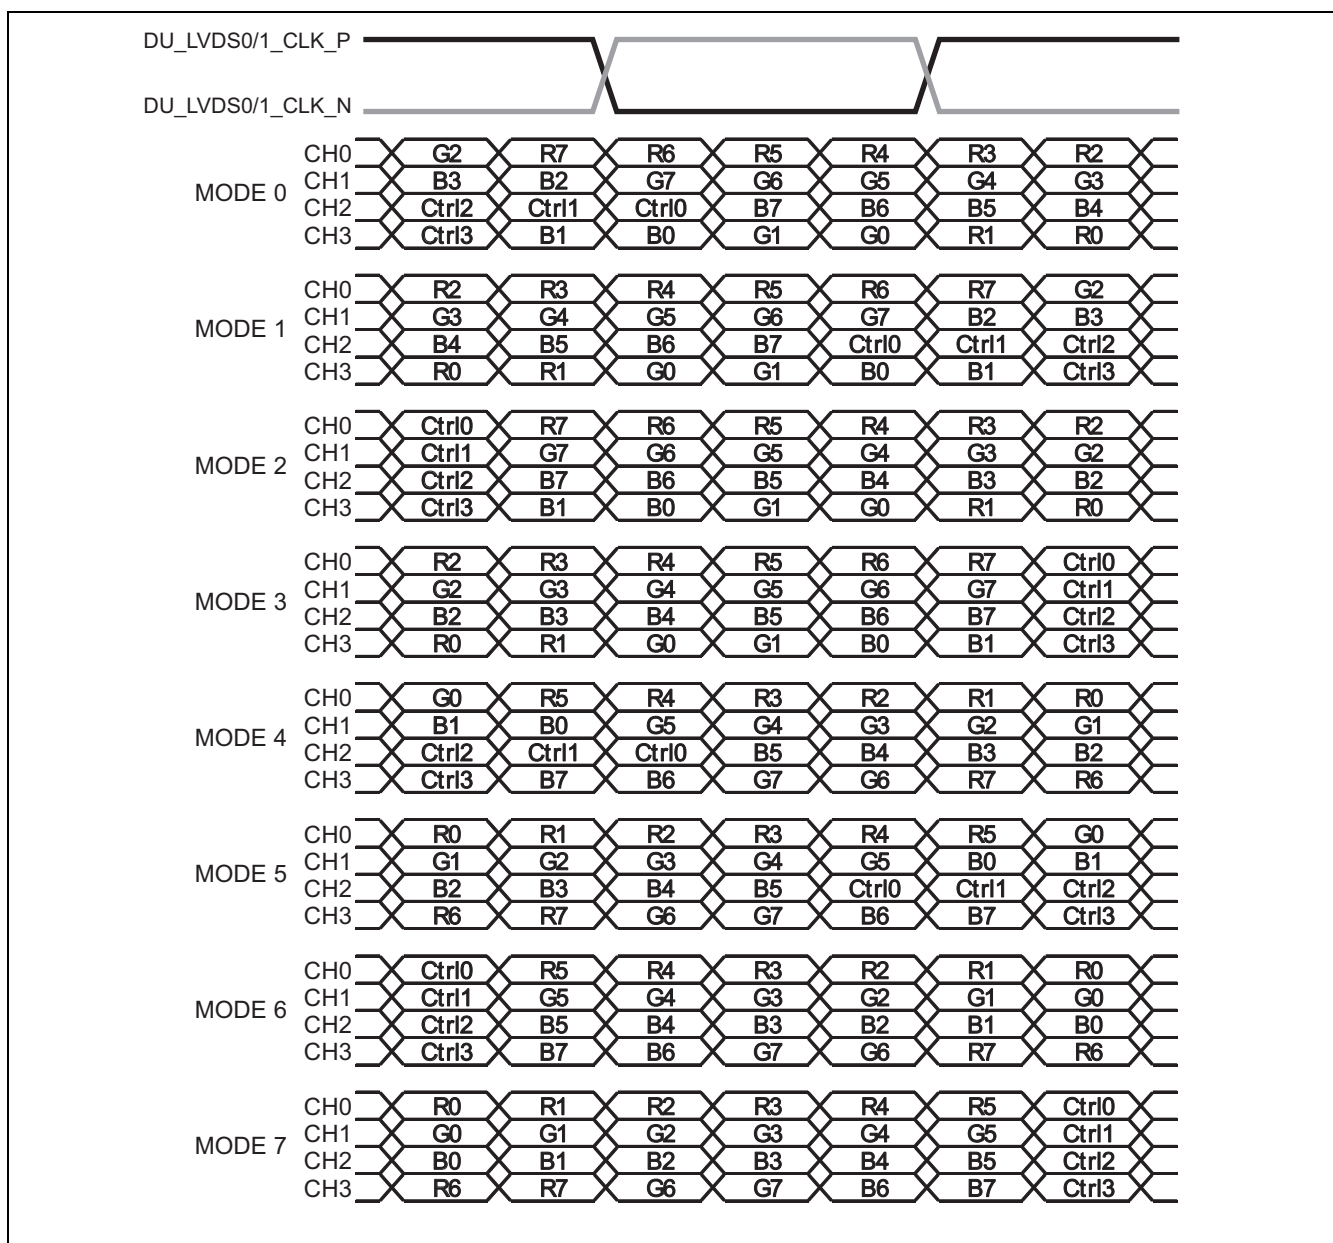 DU_LVDS0/1_CLK_P
DU_LVDS0/1_CLK_N
MODE 0
CH0 G2 R7 R6 R5 R4 R3 R2
CH1 B3 B2 G7 G6 G5 G4 G3
CH2 Ctrl2 Ctrl1 Ctrl0 B7 B6 B5 B4
CH3 Ctrl3 B1 B0 G1 G0 R1 R0
MODE 1
CH0 R2 R3 R4 R5 R6 R7 G2
CH1 G3 G4 G5 G6 G7 B2 B3
CH2 B4 B5 B6 B7 Ctrl0 Ctrl1 Ctrl2
CH3 R0 R1 G0 G1 B0 B1 Ctrl3
MODE 2
CH0 Ctrl0 R7 R6 R5 R4 R3 R2
CH1 Ctrl1 G7 G6 G5 G4 G3 G2
CH2 Ctrl2 B7 B6 B5 B4 B3 B2
CH3 Ctrl3 B1 B0 G1 G0 R1 R0
MODE 3
CH0 R2 R3 R4 R5 R6 R7 Ctrl0
CH1 G2 G3 G4 G5 G6 G7 Ctrl1
CH2 B2 B3 B4 B5 B6 B7 Ctrl2
CH3 R0 R1 G0 G1 B0 B1 Ctrl3
MODE 4
CH0 G0 R5 R4 R3 R2 R1 R0
CH1 B1 B0 G5 G4 G3 G2 G1
CH2 Ctrl2 Ctrl1 Ctrl0 B5 B4 B3 B2
CH3 Ctrl3 B7 B6 G7 G6 R7 R6
MODE 5
CH0 R0 R1 R2 R3 R4 R5 G0
CH1 G1 G2 G3 G4 G5 B0 B1
CH2 B2 B3 B4 B5 Ctrl0 Ctrl1 Ctrl2
CH3 R6 R7 G6 G7 B6 B7 Ctrl3
MODE 6
CH0 Ctrl0 R5 R4 R3 R2 R1 R0
CH1 Ctrl1 G5 G4 G3 G2 G1 G0
CH2 Ctrl2 B5 B4 B3 B2 B1 B0
CH3 Ctrl3 B7 B6 G7 G6 R7 R6
MODE 7
CH0 R0 R1 R2 R3 R4 R5 Ctrl0
CH1 G0 G1 G2 G3 G4 G5 Ctrl1
CH2 B0 B1 B2 B3 B4 B5 Ctrl2
CH3 R6 R7 G6 G7 B6 B7 Ctrl3